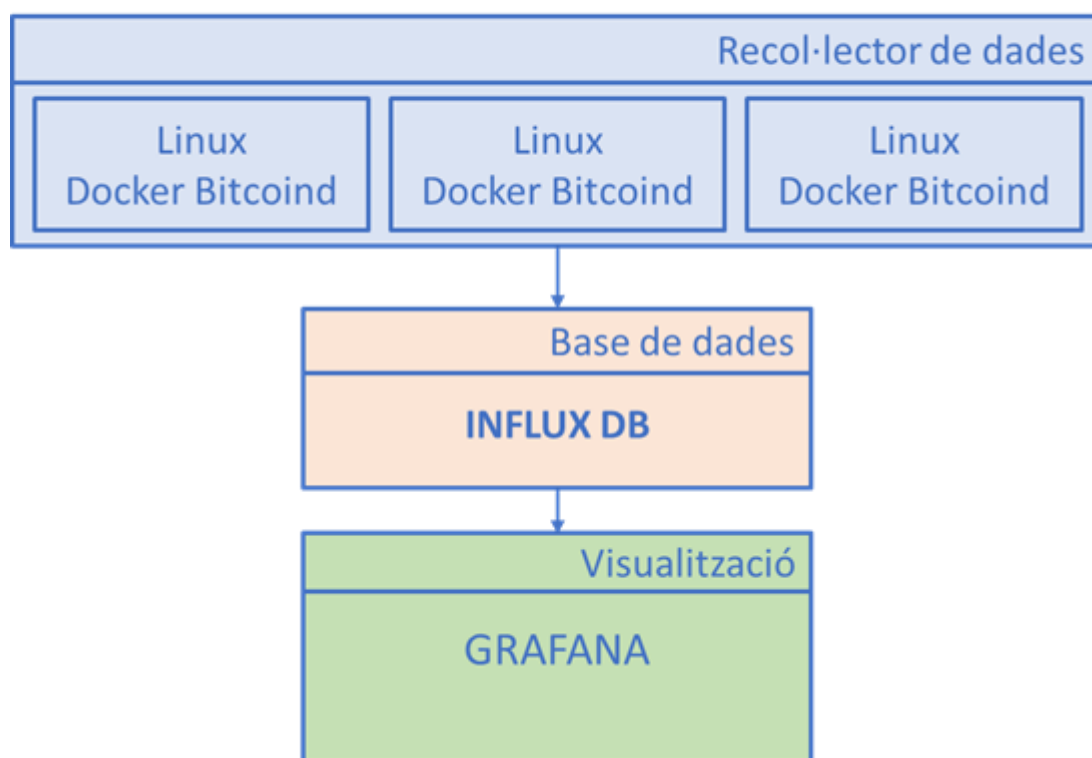 Recol·lector de dades
Linux
Docker Bitcoind
Linux
Docker Bitcoind
Linux
Docker Bitcoind
Base de dades
INFLUX DB
Visualització
GRAFANA